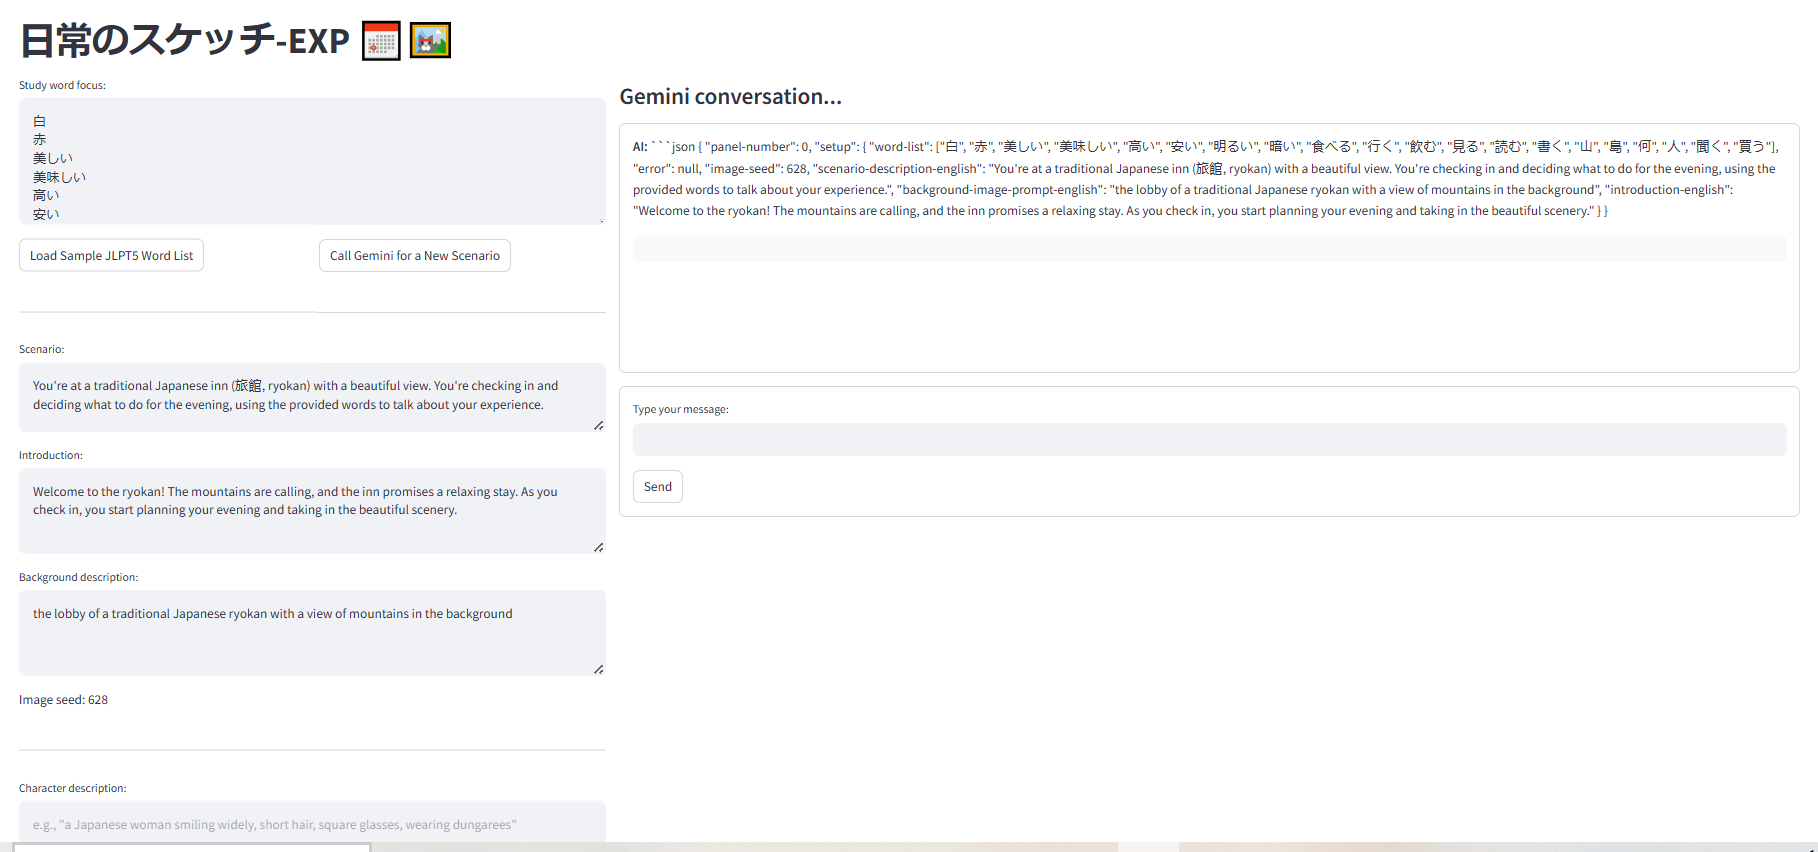 日常のスケッチ-EXP
Study word focus:
白
赤
美しい
美味しい
高い
安い
Load Sample JLPT5 Word List
Call Gemini for a New Scenario
Scenario:
You're at a traditional Japanese inn (旅館, ryokan) with a beautiful view. You're checking in and
deciding what to do for the evening, using the provided words to talk about your experience.
Introduction:
Welcome to the ryokan! The mountains are calling, and the inn promises a relaxing stay. As you
check in, you start planning your evening and taking in the beautiful scenery.
Background description:
the lobby of a traditional Japanese ryokan with a view of mountains in the background
Image seed: 628
Character description:
e.g., "a Japanese woman smiling widely, short hair, square glasses, wearing dungarees"
Gemini conversation...
AI: ```json { "panel-number": 0, "setup": { "word-list": ["白", "赤", "美しい", "美味しい", "高い", "安い", "明るい", "暗い", "食べる", "行く", "飲む", "見る", "読む", "書く", "山", "島", "何", "人", "聞く", "買う"],
"error": null, "image-seed": 628, "scenario-description-english": "You're at a traditional Japanese inn (旅館, ryokan) with a beautiful view. You're checking in and deciding what to do for the evening, using the
provided words to talk about your experience.", "background-image-prompt-english": "the lobby of a traditional Japanese ryokan with a view of mountains in the background", "introduction-english":
"Welcome to the ryokan! The mountains are calling, and the inn promises a relaxing stay. As you check in, you start planning your evening and taking in the beautiful scenery." } }
Type your message:
Send